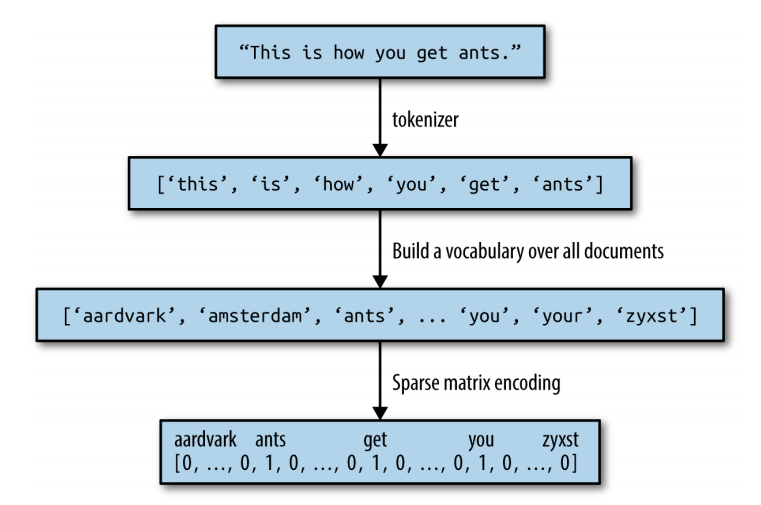 “This is how you get ants.”
tokenizer
[‘this’, ‘is’, ‘how’, ‘you’, ‘get’, ‘ants’]
Build a vocabulary over all documents
[‘aardvark’, ‘amsterdam’, ‘ants’, ... ‘you’, ‘your’, ‘zyxst’]
Sparse matrix encoding
aardvark ants get you zyxst
[0, …, 0, 1, 0, …, 0, 1, 0, …, 0, 1, 0, …, 0]